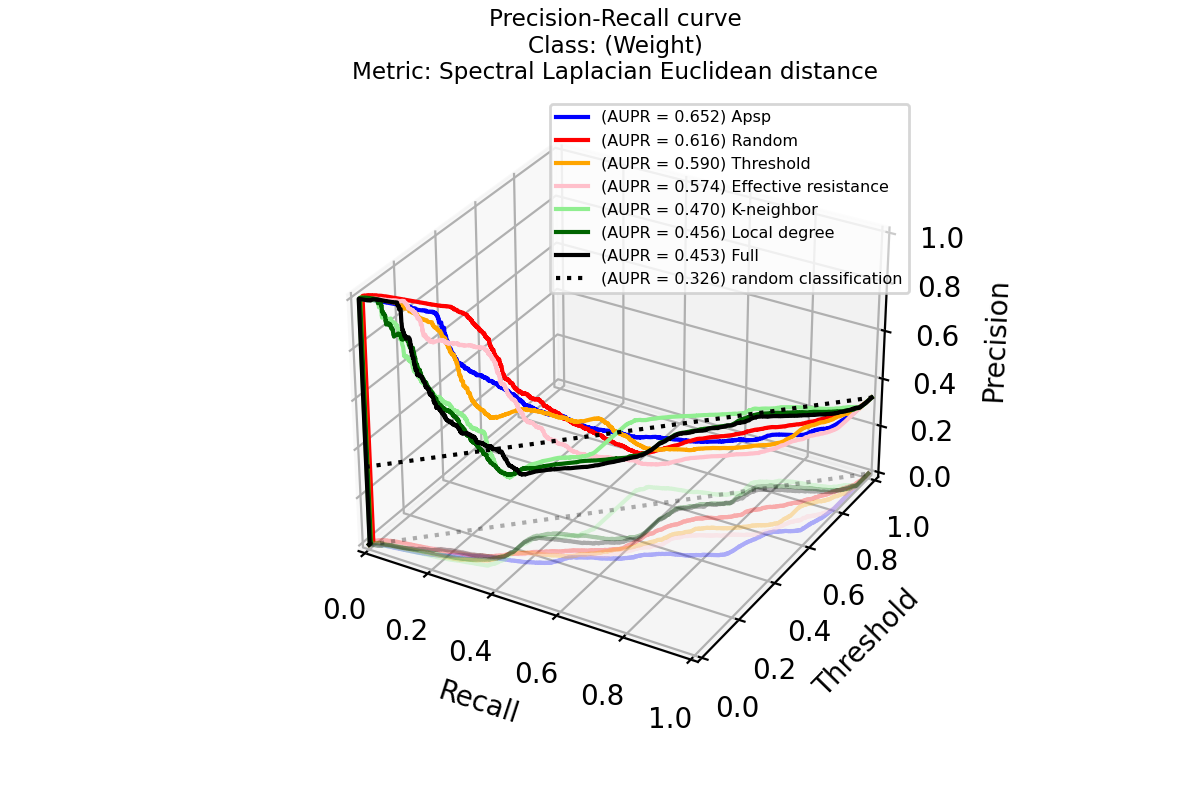 Precision-Recall curve
Class: (Weight)
Metric: Spectral Laplacian Euclidean distance
(AUPR = 0.652) Apsp
(AUPR = 0.616) Random
(AUPR = 0.590) Threshold
(AUPR = 0.574) Effective resistance
(AUPR = 0.470) K-neighbor
(AUPR = 0.456) Local degree
(AUPR = 0.453) Full
(AUPR = 0.326) random classification
1.0
0.8
0.6
0.4
0.2
0.0
Precision
0.0
0.2
0.4
0.6
0.8
1.0
Recall
0.0
0.2
0.4
0.6
0.8
1.0
Threshold